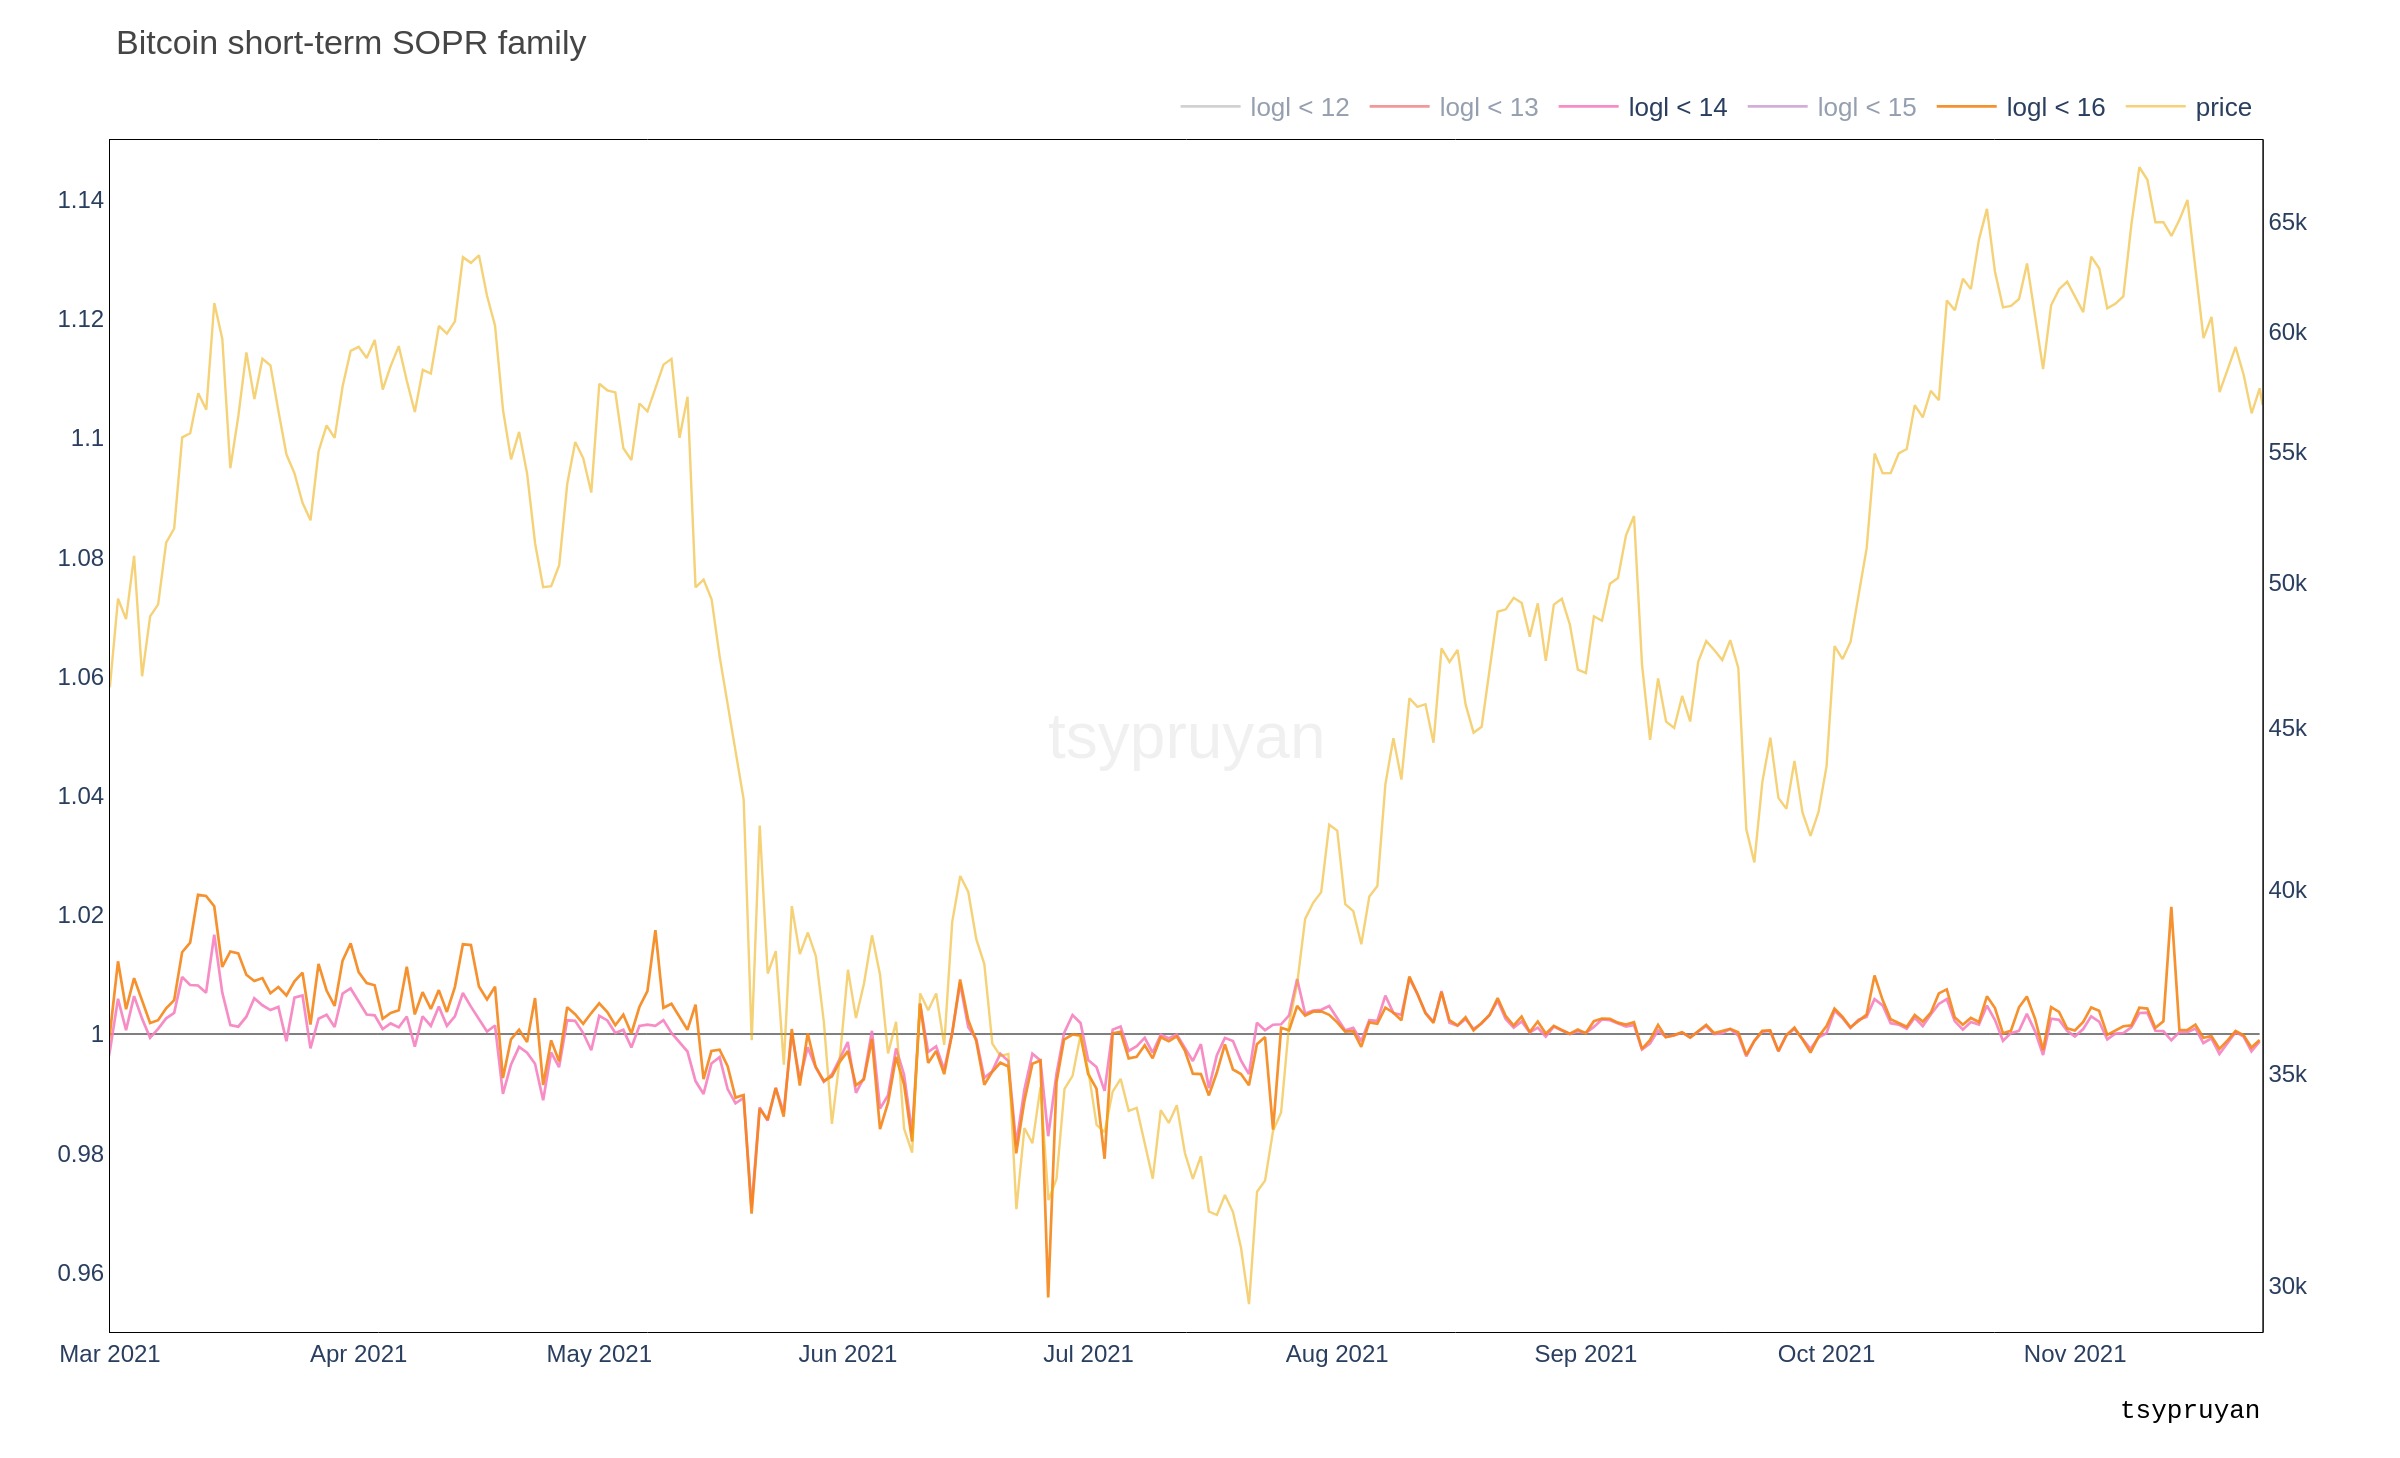 Bitcoin short-term SOPR family
logl < 12 logl < 13 logl < 14 logl < 15 logl < 16 price
1.14
65k
1.12
60k
1.1
55k
1.08
50k
1.06
45k
tsypruyan
1.04
40k
1.02
1
35k
0.98
0.96
30k
Mar 2021 Apr 2021 May 2021 Jun 2021 Jul 2021 Aug 2021 Sep 2021 Oct 2021 Nov 2021
tsypruyan